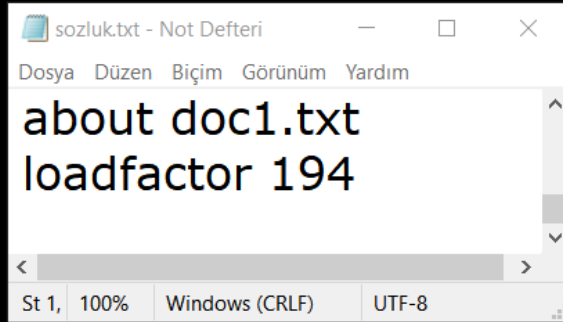 sozluk.txt - Not Defteri
Dosya Düzen Biçim Görünüm Yardım
about doc1.txt
loadfactor 194
St 1, 100% Windows (CRLF) UTF-8